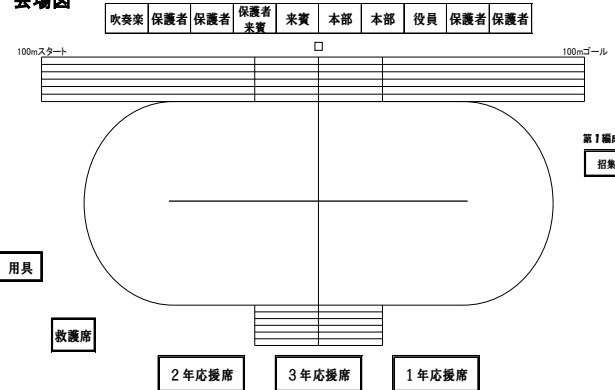 会場図
吹奏楽 保護者 保護者 保護者来賓 来賓 本部 本部 役員 保護者 保護者
100mスタート
100mゴール
第1編成
招集
用具
救護席
2年応援席 3年応援席 1年応援席